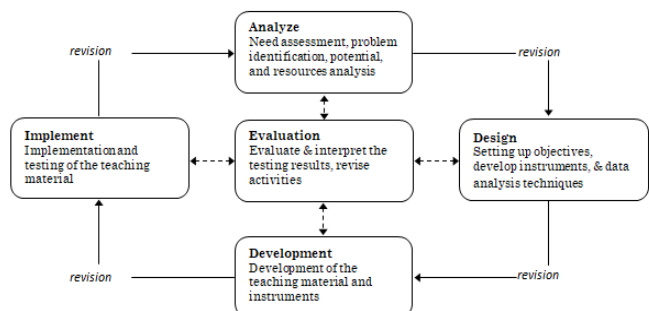 Analyze
Need assessment, problem
identification, potential,
and resources analysis
revision
revision
Implement
Implementation and
testing of the teaching
material
Evaluation
Evaluate & interpret the
testing results, revise
activities
Design
Setting up objectives,
develop instruments, & data
analysis techniques
Development
Development of the
teaching material and
instruments
revision
revision